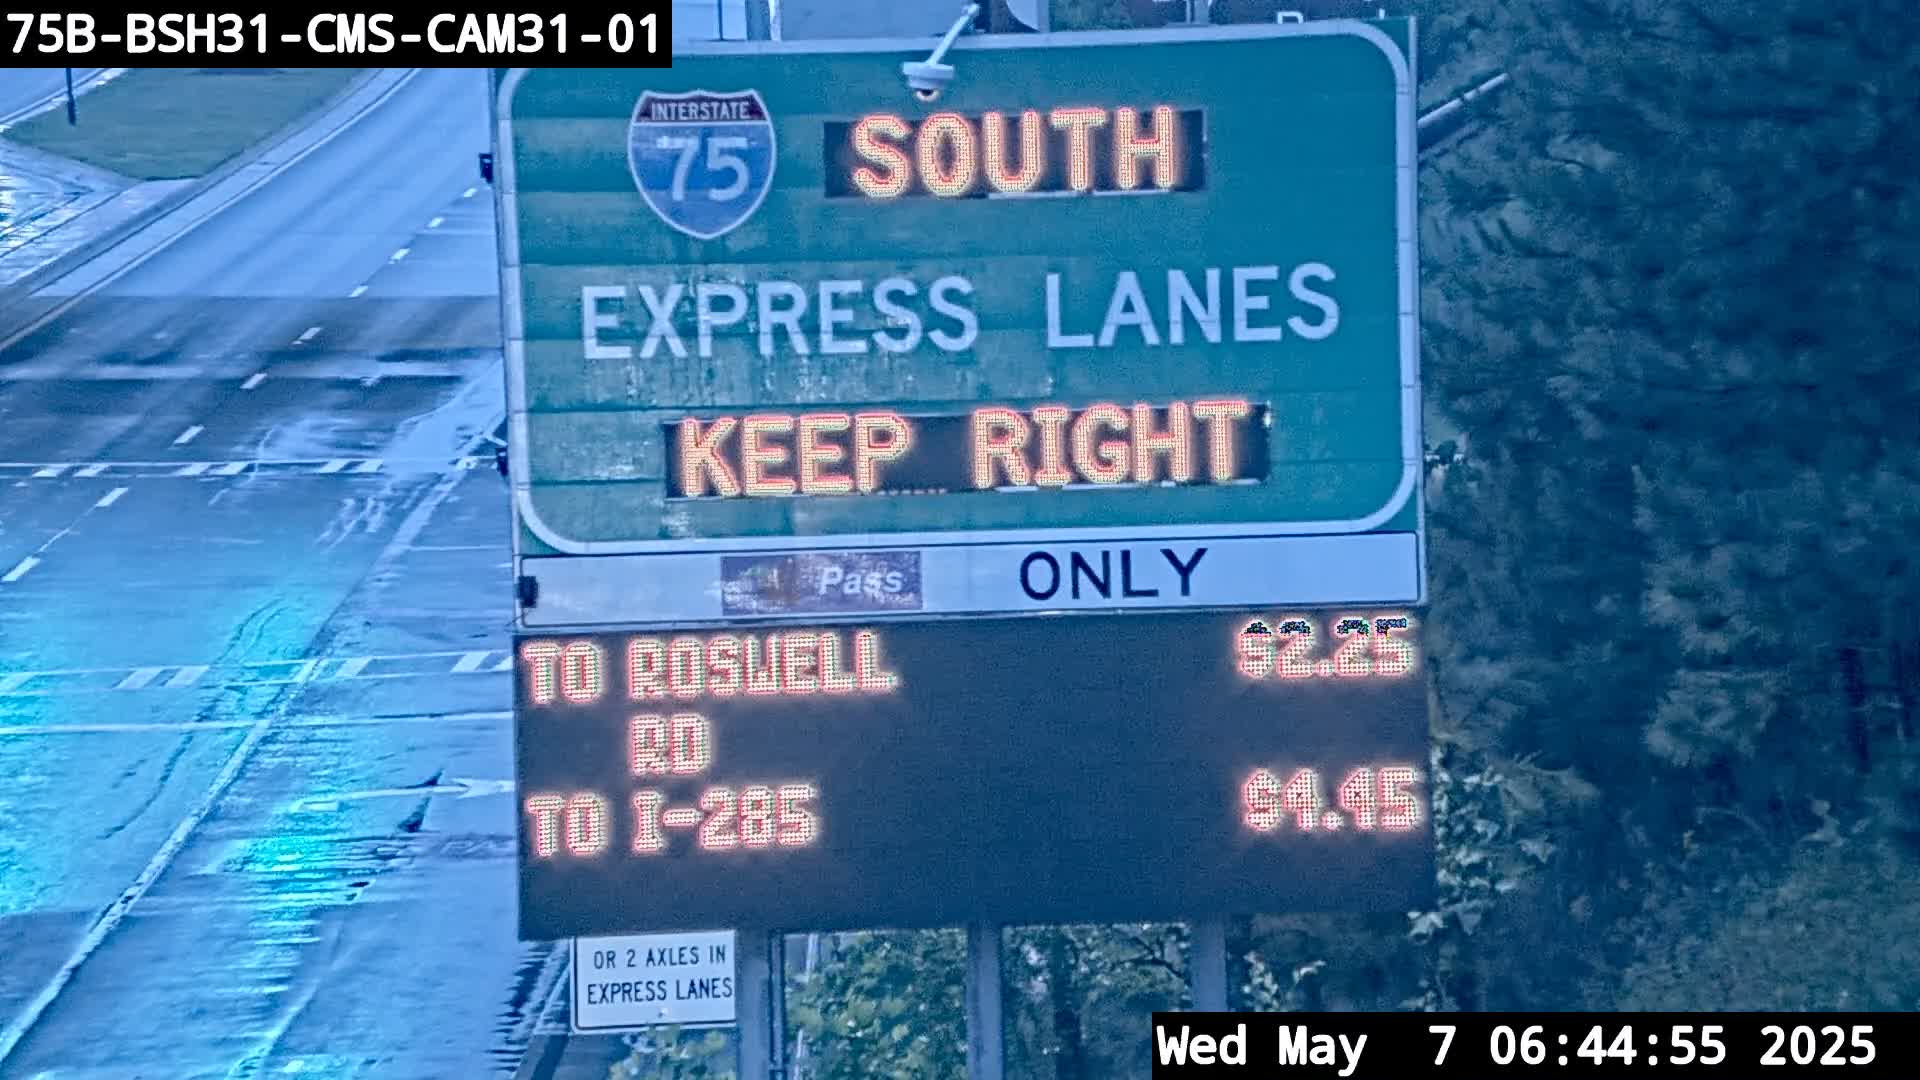 75B-BSH31-CMS-CAM31-01
INTERSTATE
75
SOUTH
EXPRESS LANES
KEEP RIGHT
Pass ONLY
TO ROSWELL $2.25
RD
TO I-285 $4.45
OR 2 AXLES IN
EXPRESS LANES
Wed May 7 06:44:55 2025